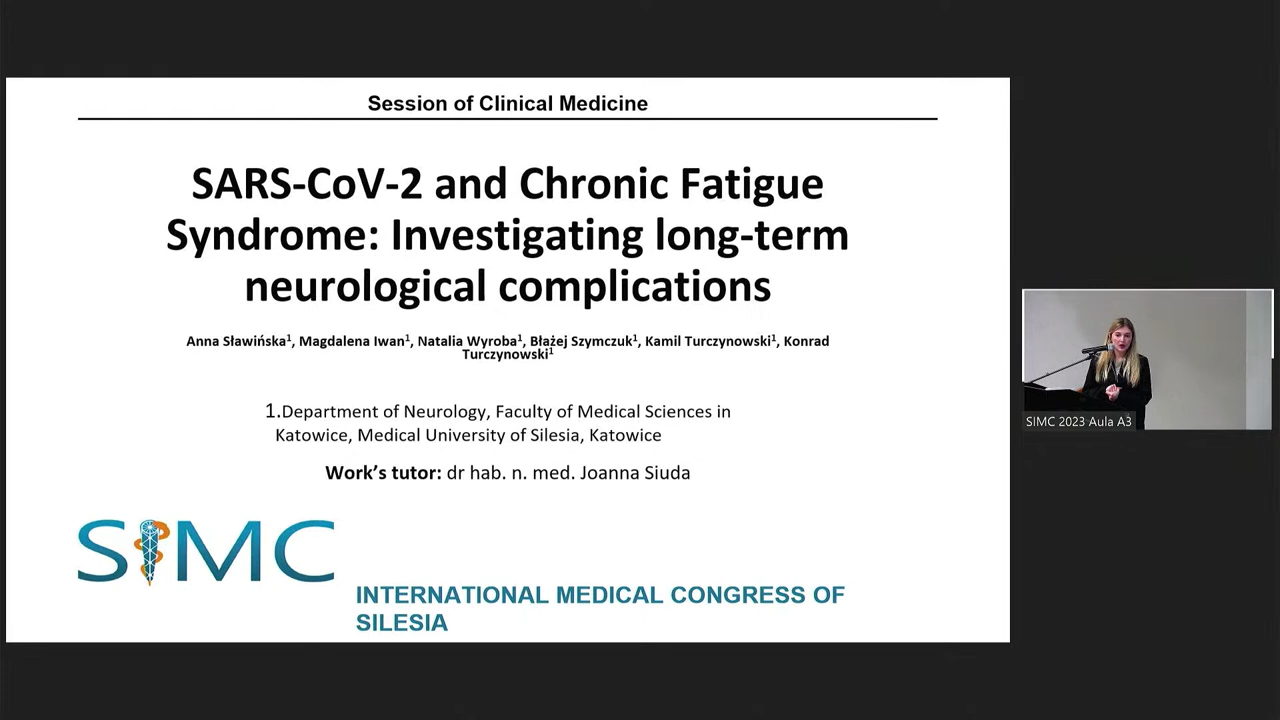 Session of Clinical Medicine
SARS-CoV-2 and Chronic Fatigue
Syndrome: Investigating long-term
neurological complications
Anna Sławińska¹, Magdalena Iwan¹, Natalia Wyroba¹, Błażej Szymczuk¹, Kamil Turczynowski¹, Konrad
Turczynowski¹
1.Department of Neurology, Faculty of Medical Sciences in
Katowice, Medical University of Silesia, Katowice
Work's tutor: dr hab. n. med. Joanna Siuda
SIMC
INTERNATIONAL MEDICAL CONGRESS OF
SILESIA
SIMC 2023 Aula A3